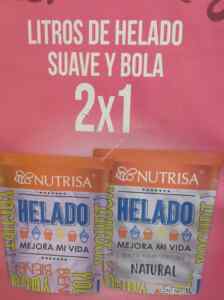 LITROS DE HELADO
SUAVE Y BOLA
2x1
NUTRISA
HELADO
MEJORA MI VIDA
NUTRISA
HELADO
MEJORA MI VIDA
NATURAL